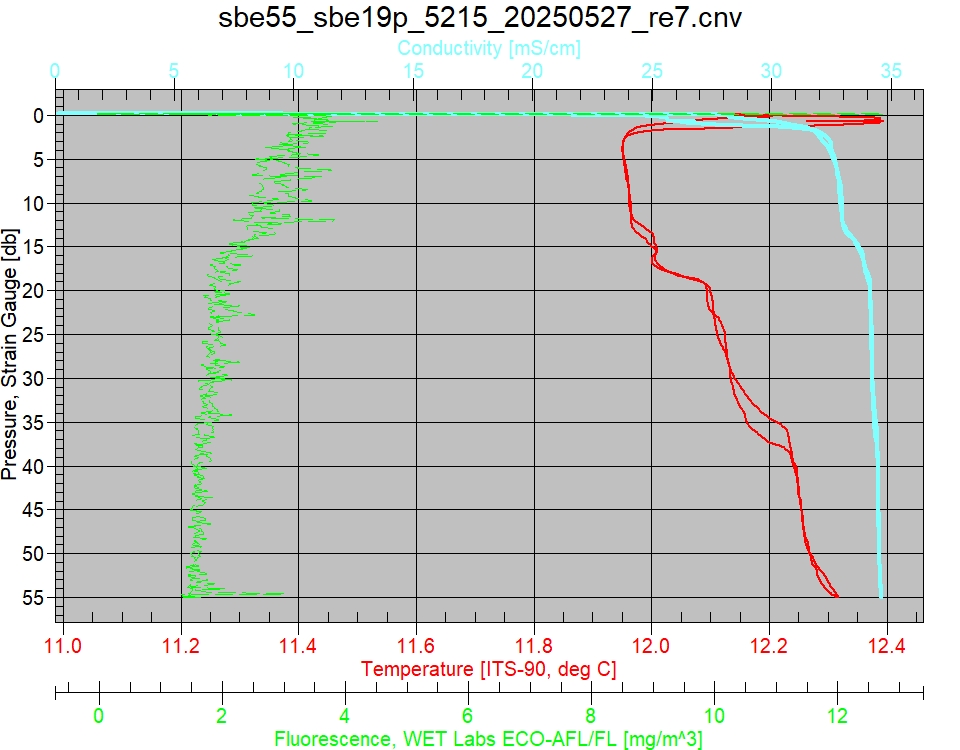 sbe55_sbe19p_5215_20250527_re7.cnv
Conductivity [mS/cm]
0 5 10 15 20 25 30 35
Pressure, Strain Gauge [db]
0
5
10
15
20
25
30
35
40
45
50
55
11.0 11.2 11.4 11.6 11.8 12.0 12.2 12.4
Temperature [ITS-90, deg C]
0 2 4 6 8 10 12
Fluorescence, WET Labs ECO-AFL/FL [mg/m^3]